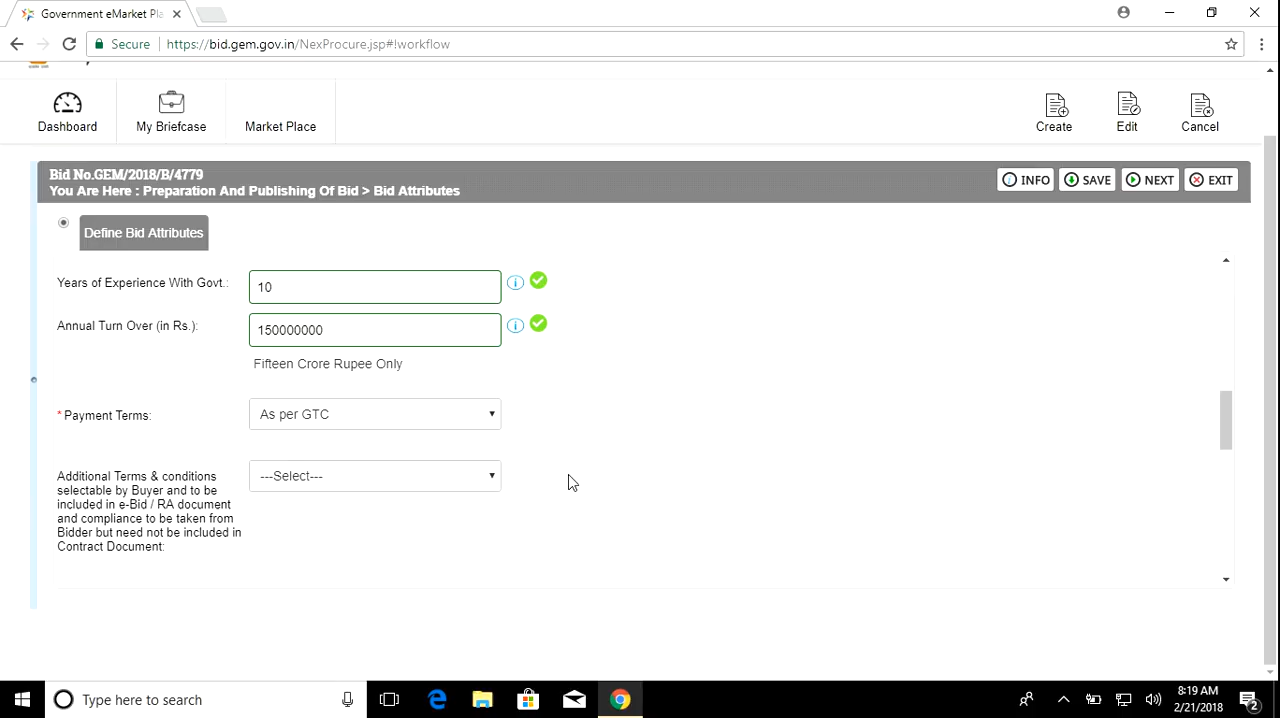 Government eMarket Pla
Secure
https://bid.gem.gov.in/NexProcure.jsp#!workflow
Dashboard
My Briefcase
Market Place
Create
Edit
Cancel
Bid No.GEM/2018/B/4779
You Are Here : Preparation And Publishing Of Bid > Bid Attributes
INFO
SAVE
NEXT
EXIT
Define Bid Attributes
Years of Experience With Govt.:
10
Annual Turn Over (in Rs.):
150000000
Fifteen Crore Rupee Only
* Payment Terms:
As per GTC
Additional Terms & conditions
selectable by Buyer and to be
included in e-Bid / RA document
and compliance to be taken from
Bidder but need not be included in
Contract Document:
---Select---
Type here to search
8:19 AM
2/21/2018
2